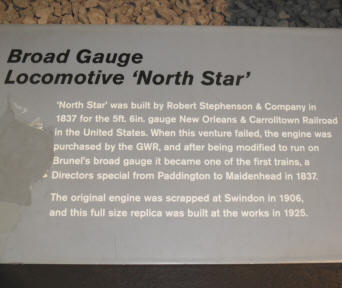 Broad Gauge
Locomotive ‘North Star’
‘North Star’ was built by Robert Stephenson & Company in
1837 for the 5ft. 6in. gauge New Orleans & Carrolltown Railroad
in the United States. When this venture failed, the engine was
purchased by the GWR, and after being modified to run on
Brunel's broad gauge it became one of the first trains, a
Directors special from Paddington to Maidenhead in 1837.
The original engine was scrapped at Swindon in 1906,
and this full size replica was built at the works in 1925.